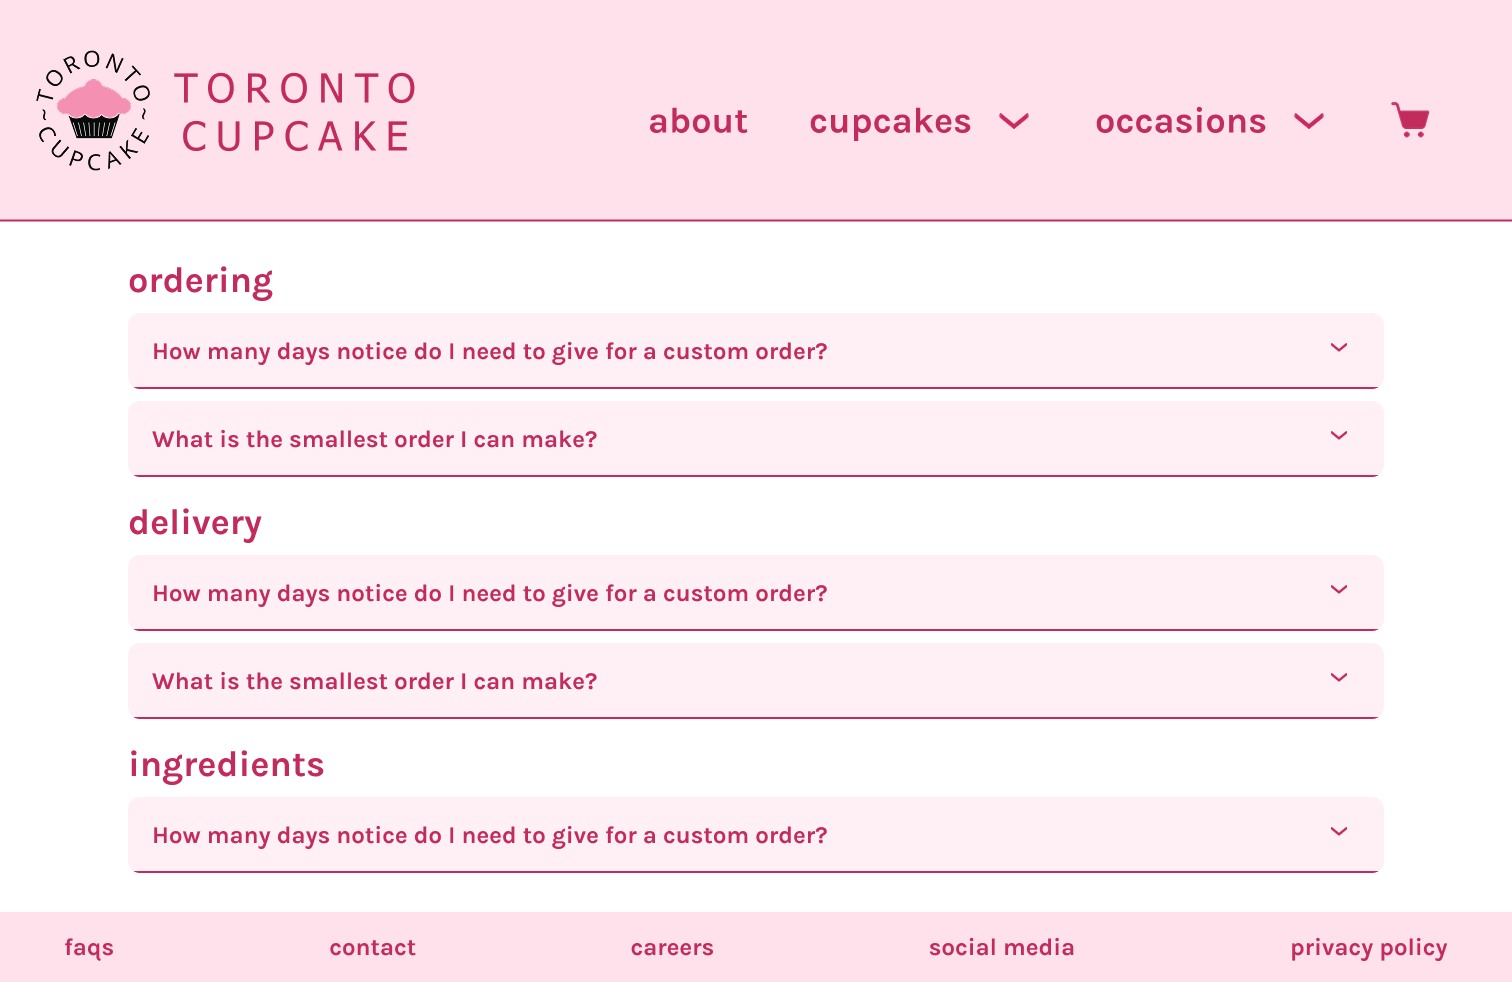 ~TORONTO~
CUPCAKE
TORONTO
CUPCAKE
about
cupcakes
occasions
ordering
How many days notice do I need to give for a custom order?
What is the smallest order I can make?
delivery
How many days notice do I need to give for a custom order?
What is the smallest order I can make?
ingredients
How many days notice do I need to give for a custom order?
faqs
contact
careers
social media
privacy policy